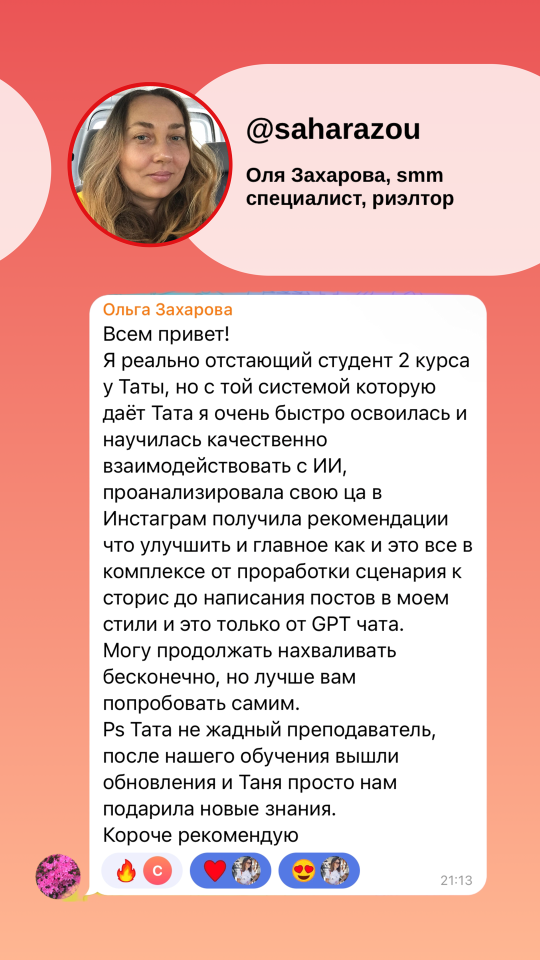 @saharazou
Оля Захарова, smm
специалист, риэлтор
Ольга Захарова
Всем привет!
Я реально отстающий студент 2 курса
у Таты, но с той системой которую
даёт Тата я очень быстро освоилась и
научилась качественно
взаимодействовать с ИИ,
проанализировала свою ца в
Инстаграм получила рекомендации
что улучшить и главное как и это все в
комплексе от проработки сценария к
сторис до написания постов в моем
стили и это только от GPT чата.
Могу продолжать нахваливать
бесконечно, но лучше вам
попробовать самим.
Ps Тата не жадный преподаватель,
после нашего обучения вышли
обновления и Таня просто нам
подарила новые знания.
Короче рекомендую
С
21:13